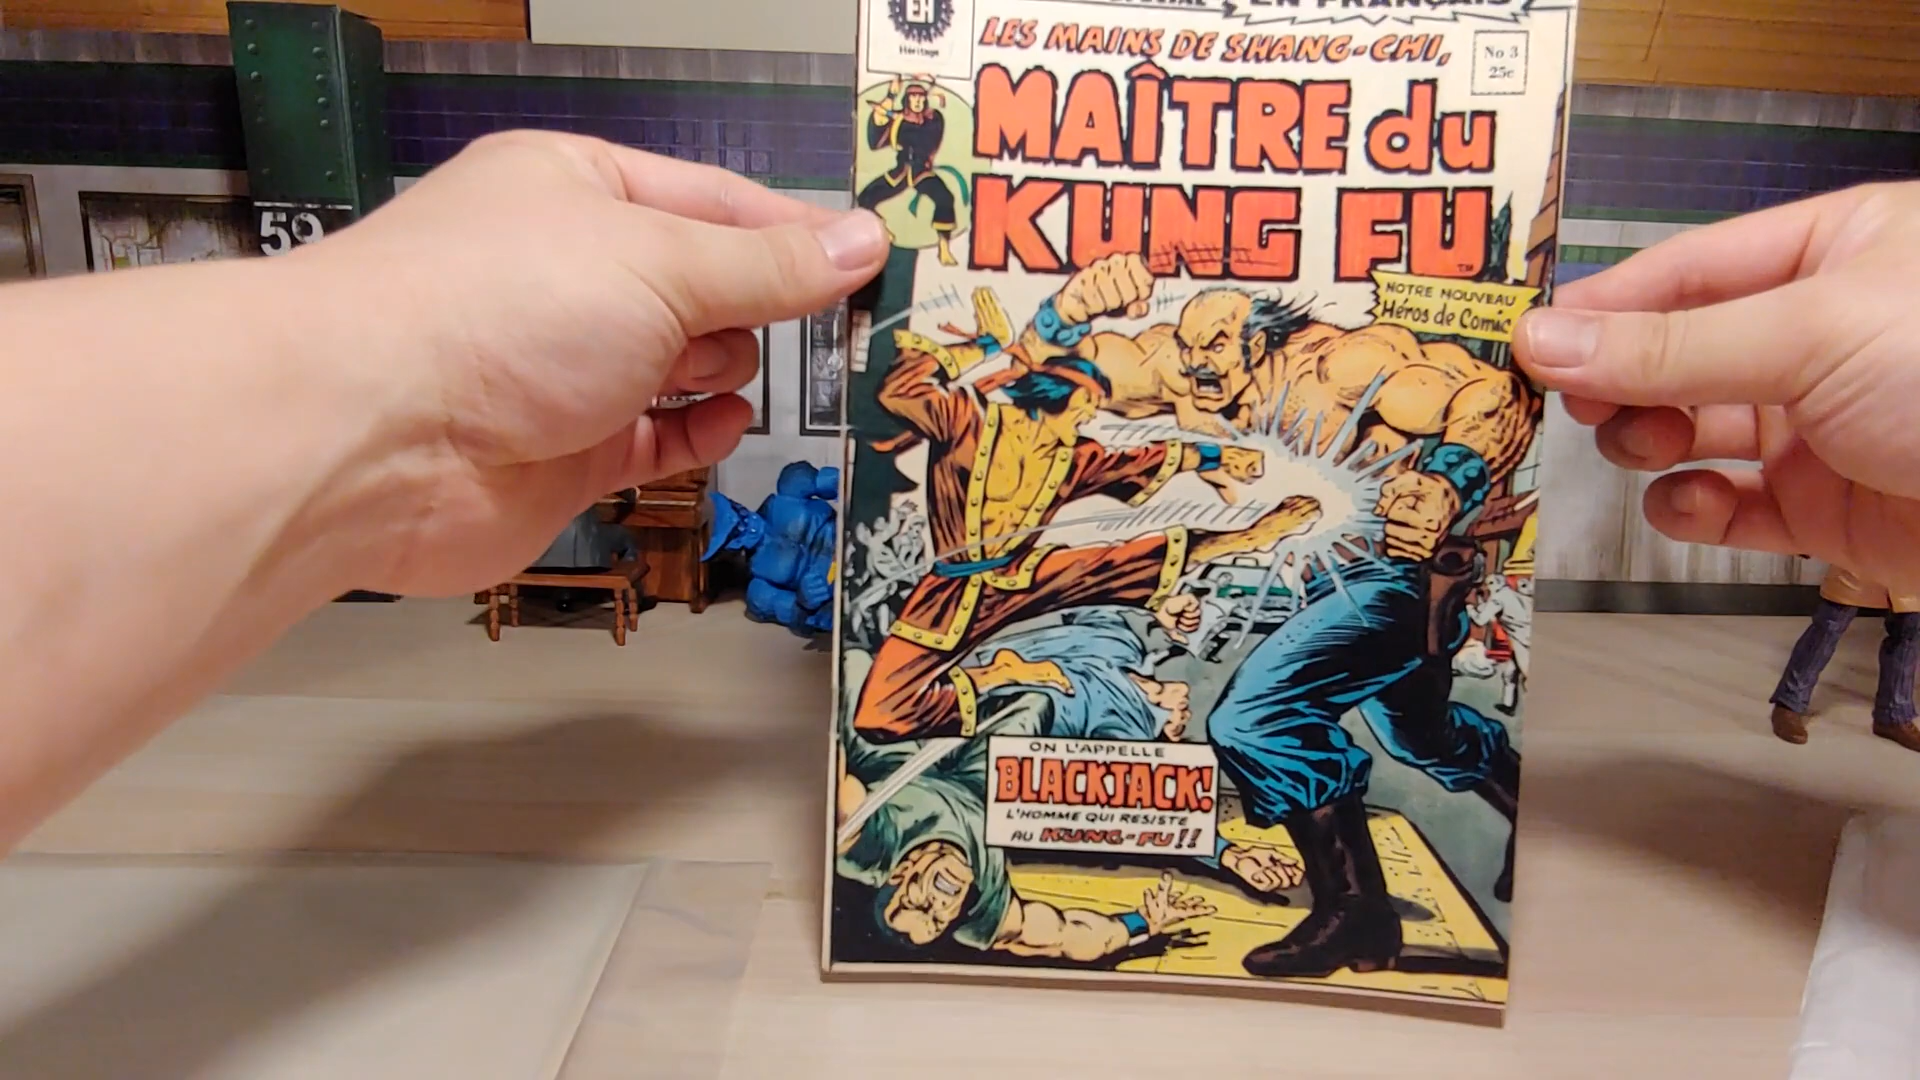 EN FRANÇAIS
EH
Héritage
LES MAINS DE SHANG-CHI,
No 3
25¢
MAÎTRE du
KUNG FU
TM
NOTRE NOUVEAU
Héros de Comic
59
ON L'APPELLE
BLACKJACK!
L'HOMME QUI RESISTE
AU KUNG-FU!!